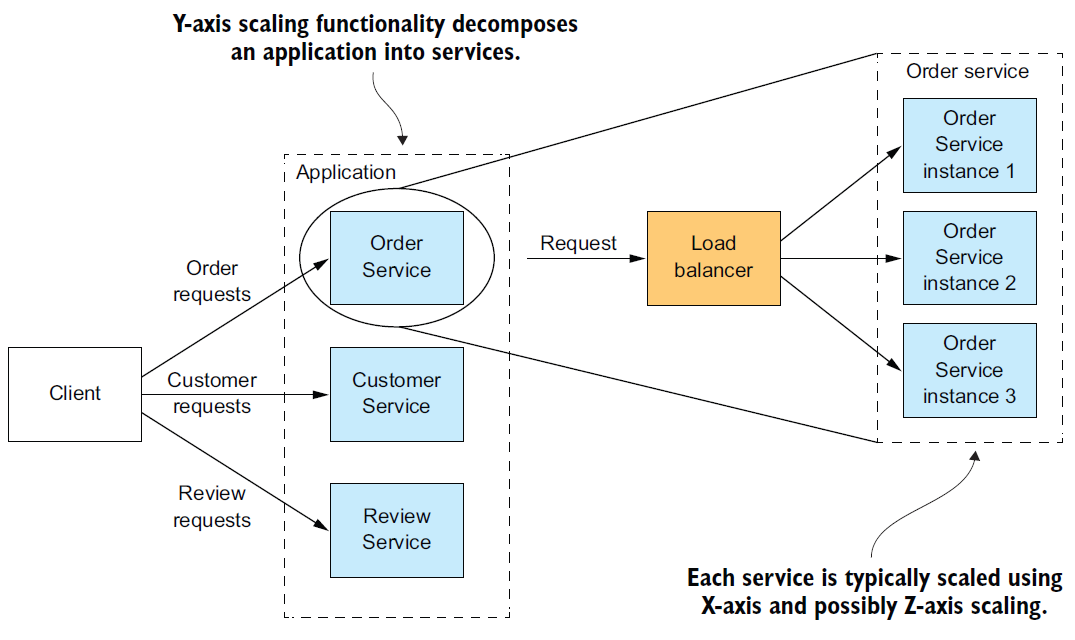 Y-axis scaling functionality decomposes
an application into services.
Application
Order
Service
Order
requests
Client
Customer
requests
Customer
Service
Review
requests
Review
Service
Request
Load
balancer
Order service
Order
Service
instance 1
Order
Service
instance 2
Order
Service
instance 3
Each service is typically scaled using
X-axis and possibly Z-axis scaling.